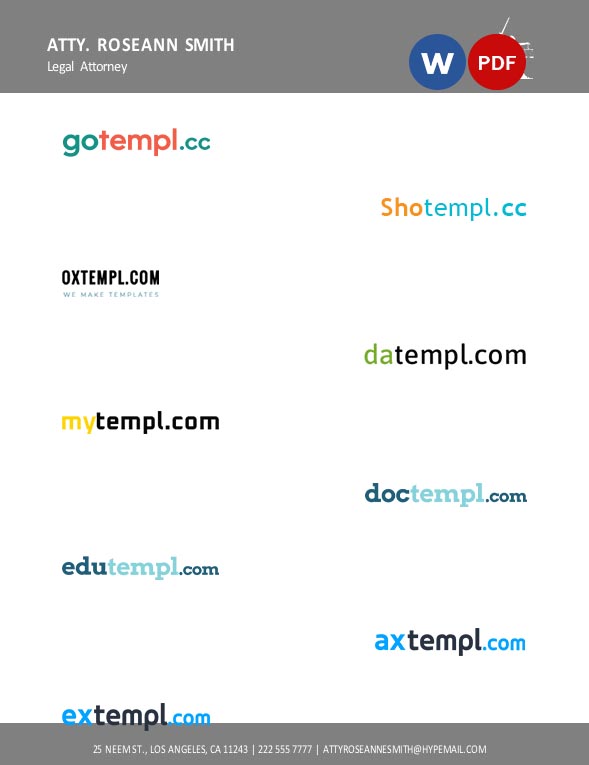 ATTY. ROSEANN SMITH
Legal Attorney
W
PDF
gotempl.cc
Shotempl.cc
OXTEMPL.COM
WE MAKE TEMPLATES
datempl.com
mytempl.com
doctempl.com
edutempl.com
axtempl.com
extempl.com
25 NEEM ST., LOS ANGELES, CA 11243 | 222 555 7777 | ATTYROSEANNESMITH@HYPEMAIL.COM